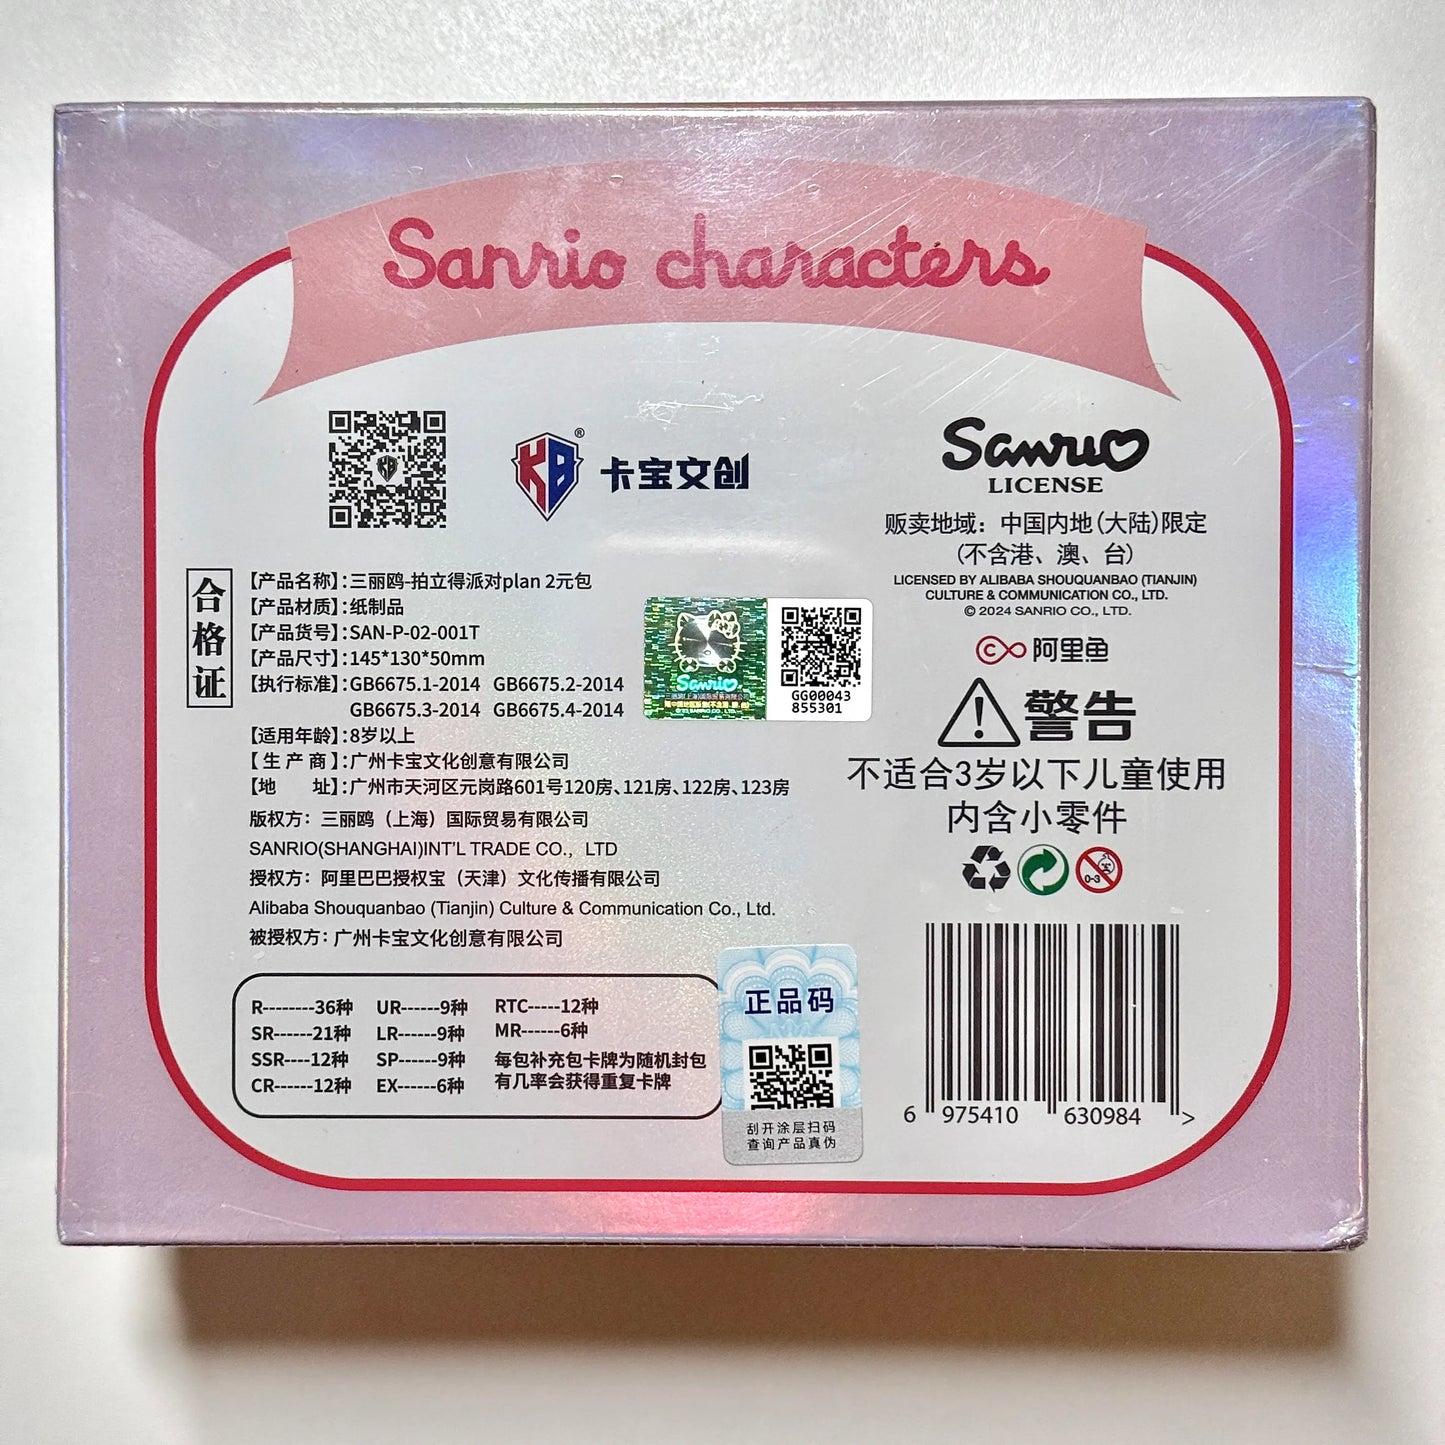 Sanrio characters
KB®
卡宝文创
合格证
【产品名称】:三丽鸥-拍立得派对plan 2元包
【产品材质】:纸制品
【产品货号】:SAN-P-02-001T
【产品尺寸】:145*130*50mm
【执行标准】:GB6675.1-2014 GB6675.2-2014
GB6675.3-2014 GB6675.4-2014
【适用年龄】:8岁以上
【生产商】:广州卡宝文化创意有限公司
【地 址】:广州市天河区元岗路601号120房、121房、122房、123房
版权方：三丽鸥（上海）国际贸易有限公司
SANRIO(SHANGHAI)INT'L TRADE CO., LTD
授权方：阿里巴巴授权宝（天津）文化传播有限公司
Alibaba Shouquanbao (Tianjin) Culture & Communication Co., Ltd.
被授权方：广州卡宝文化创意有限公司
R--------36种 UR------9种 RTC-----12种
SR------21种 LR------9种 MR------6种
SSR----12种 SP------9种 每包补充包卡牌为随机封包
CR------12种 EX------6种 有几率会获得重复卡牌
Sanrio
GG00043
855301
正品码
刮开涂层扫码
查询产品真伪
Sanrio
LICENSE
贩卖地域：中国内地(大陆)限定
(不含港、澳、台)
LICENSED BY ALIBABA SHOUQUANBAO (TIANJIN)
CULTURE & COMMUNICATION CO., LTD.
© 2024 SANRIO CO., LTD.
阿里鱼
警告
不适合3岁以下儿童使用
内含小零件
0-3
6 975410 630984 >